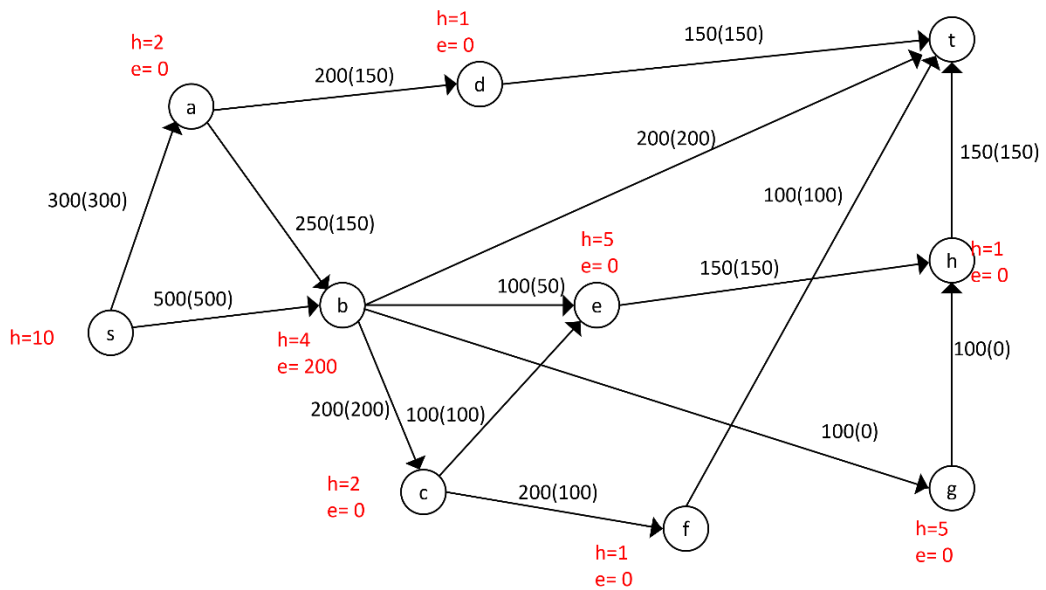 h=1
e= 0
t
150(150)
h=2
e= 0
200(150)
d
a
200(200)
150(150)
100(100)
300(300)
250(150)
h=5
e= 0
150(150)
h
h=1
e= 0
500(500)
100(50)
b
e
s
h=10
h=4
e= 200
100(0)
200(200)
100(100)
100(0)
h=2
e= 0
c
200(100)
g
f
h=5
e= 0
h=1
e= 0